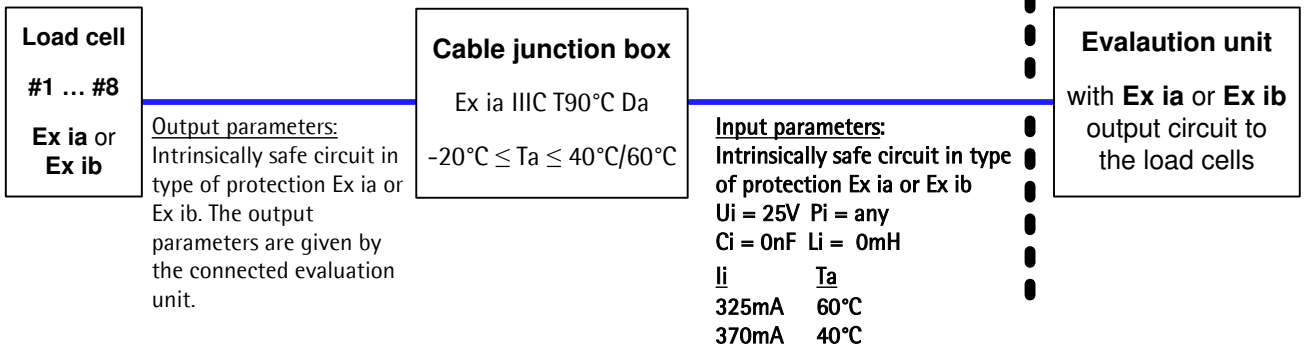 Load cell
#1 … #8
Ex ia or
Ex ib
Output parameters:
Intrinsically safe circuit in
type of protection Ex ia or
Ex ib. The output
parameters are given by
the connected evaluation
unit.
Cable junction box
Ex ia IIIC T90°C Da
-20°C ≤ Ta ≤ 40°C/60°C
Input parameters:
Intrinsically safe circuit in type
of protection Ex ia or Ex ib
Ui = 25V Pi = any
Ci = 0nF Li = 0mH
Ii Ta
325mA 60°C
370mA 40°C
Evalaution unit
with Ex ia or Ex ib
output circuit to
the load cells